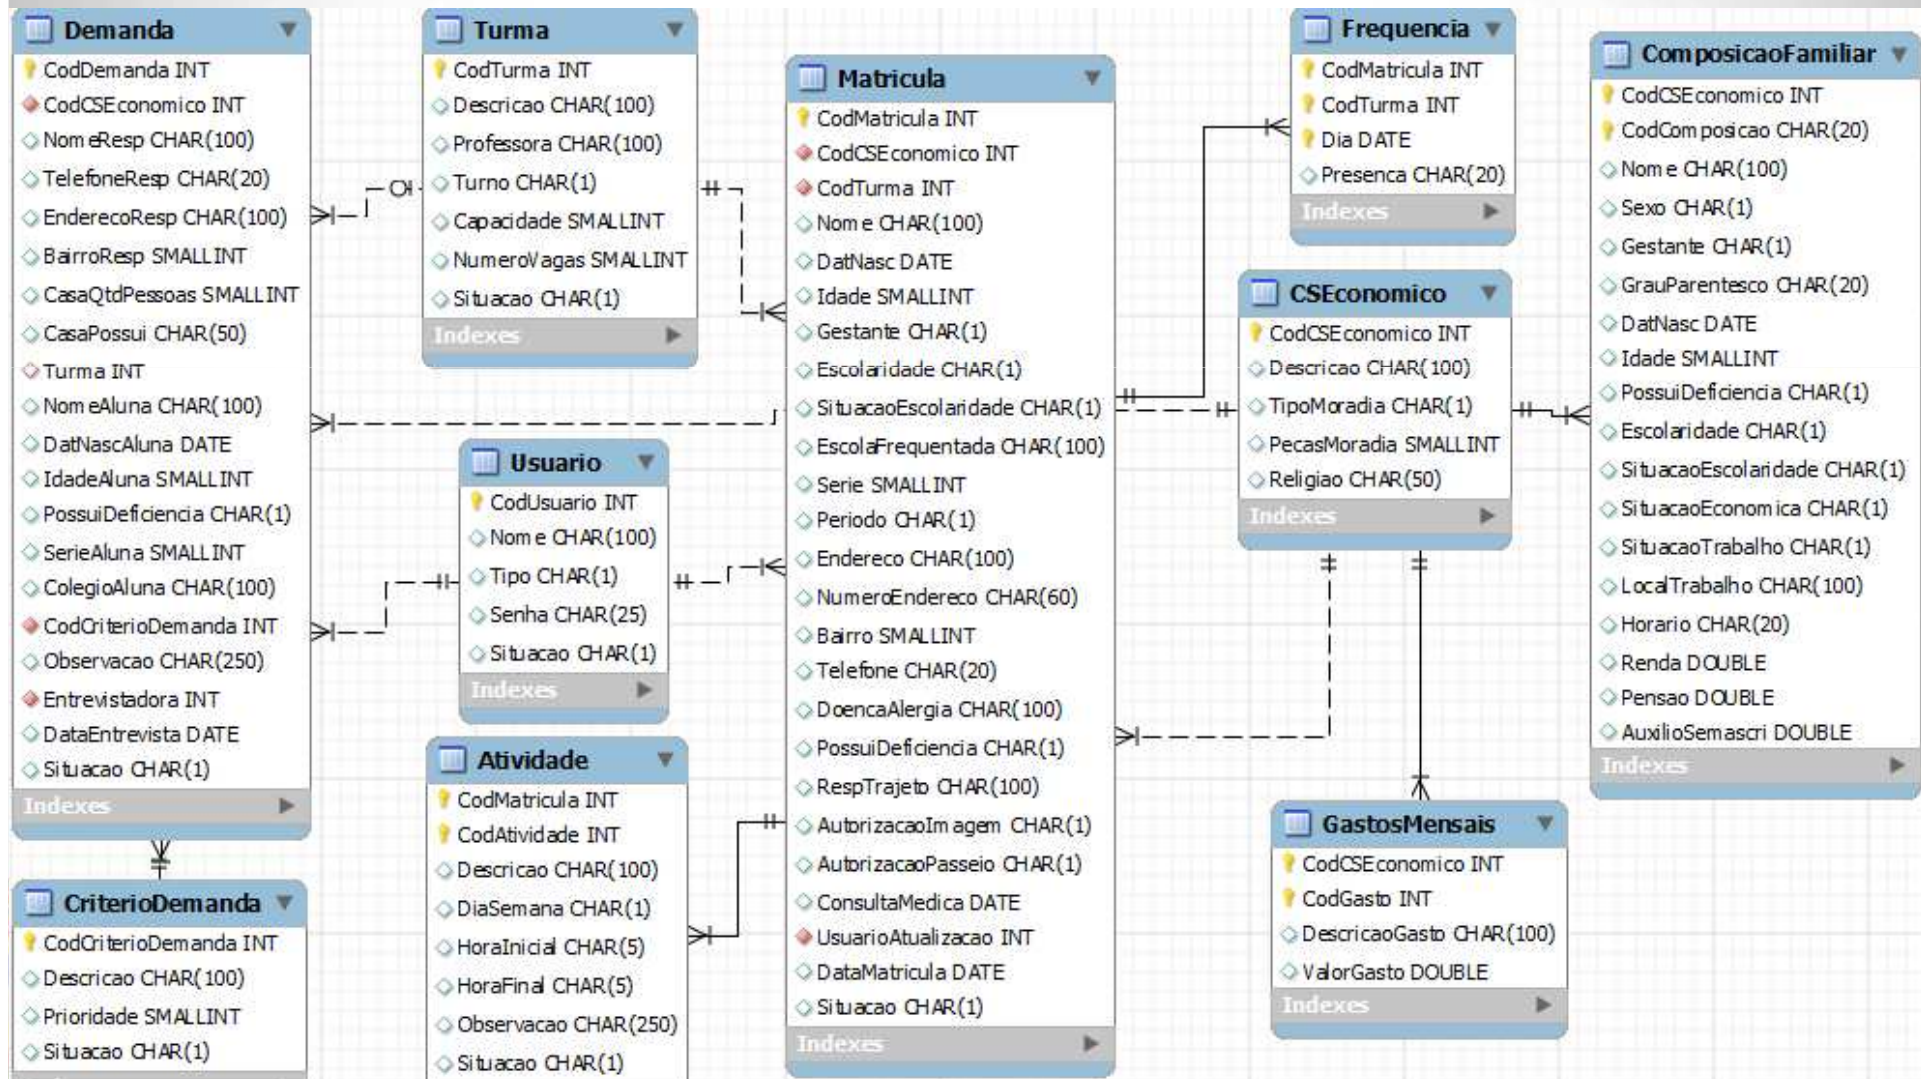 Demanda
CodDemanda INT
CodCSEconomico INT
NomeResp CHAR(100)
TelefoneResp CHAR(20)
EnderecoResp CHAR(100)
BairroResp SMALLINT
CasaQtdPessoas SMALLINT
CasaPossui CHAR(50)
Turma INT
NomeAluna CHAR(100)
DatNascAluna DATE
IdadeAluna SMALLINT
PossuiDeficiencia CHAR(1)
SerieAluna SMALLINT
ColegioAluna CHAR(100)
CodCriterioDemanda INT
Observacao CHAR(250)
Entrevistadora INT
DataEntrevista DATE
Situacao CHAR(1)
Indexes
CriterioDemanda
CodCriterioDemanda INT
Descricao CHAR(100)
Prioridade SMALLINT
Situacao CHAR(1)
Turma
CodTurma INT
Descricao CHAR(100)
Professora CHAR(100)
Turno CHAR(1)
Capacidade SMALLINT
NumeroVagas SMALLINT
Situacao CHAR(1)
Indexes
Usuario
CodUsuario INT
Nome CHAR(100)
Tipo CHAR(1)
Senha CHAR(25)
Situacao CHAR(1)
Indexes
Atividade
CodMatricula INT
CodAtividade INT
Descricao CHAR(100)
DiaSemana CHAR(1)
HoraInicial CHAR(5)
HoraFinal CHAR(5)
Observacao CHAR(250)
Situacao CHAR(1)
Matricula
CodMatricula INT
CodCSEconomico INT
CodTurma INT
Nome CHAR(100)
DatNasc DATE
Idade SMALLINT
Gestante CHAR(1)
Escolaridade CHAR(1)
SituacaoEscolaridade CHAR(1)
EscolaFrequentada CHAR(100)
Serie SMALLINT
Periodo CHAR(1)
Endereco CHAR(100)
NumeroEndereco CHAR(60)
Bairro SMALLINT
Telefone CHAR(20)
DoencaAlergia CHAR(100)
PossuiDeficiencia CHAR(1)
RespTrajeto CHAR(100)
AutorizacaoImagem CHAR(1)
AutorizacaoPasseio CHAR(1)
ConsultaMedica DATE
UsuarioAtualizacao INT
DataMatricula DATE
Situacao CHAR(1)
Indexes
Frequencia
CodMatricula INT
CodTurma INT
Dia DATE
Presenca CHAR(20)
Indexes
CSEconomico
CodCSEconomico INT
Descricao CHAR(100)
TipoMoradia CHAR(1)
PecasMoradia SMALLINT
Religiao CHAR(50)
Indexes
GastosMensais
CodCSEconomico INT
CodGasto INT
DescricaoGasto CHAR(100)
ValorGasto DOUBLE
Indexes
ComposicaoFamiliar
CodCSEconomico INT
CodComposicao CHAR(20)
Nome CHAR(100)
Sexo CHAR(1)
Gestante CHAR(1)
GrauParentesco CHAR(20)
DatNasc DATE
Idade SMALLINT
PossuiDeficiencia CHAR(1)
Escolaridade CHAR(1)
SituacaoEscolaridade CHAR(1)
SituacaoEconomica CHAR(1)
SituacaoTrabalho CHAR(1)
LocalTrabalho CHAR(100)
Horario CHAR(20)
Renda DOUBLE
Pensao DOUBLE
AuxilioSemascri DOUBLE
Indexes